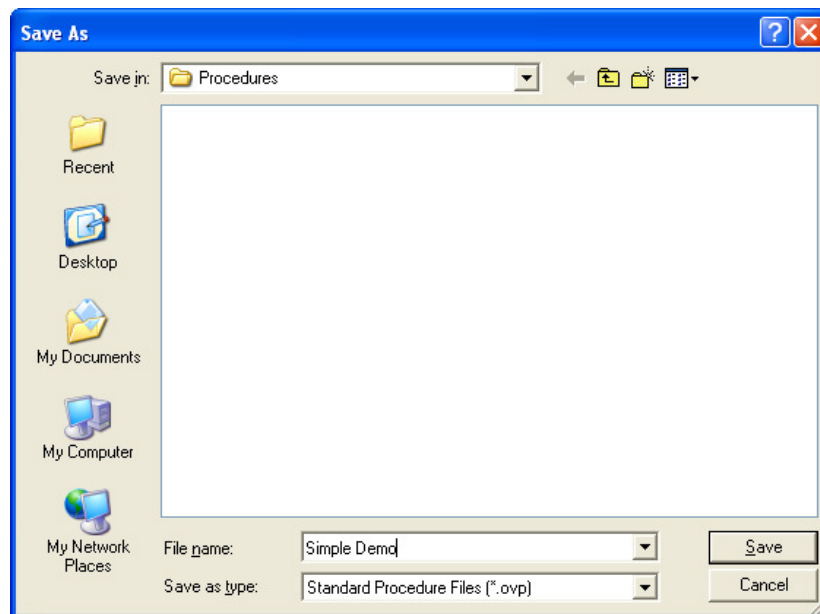 Save As
Save in: Procedures
Recent
Desktop
My Documents
My Computer
My Network
Places
File name: Simple Demo
Save
Save as type: Standard Procedure Files (*.ovp)
Cancel